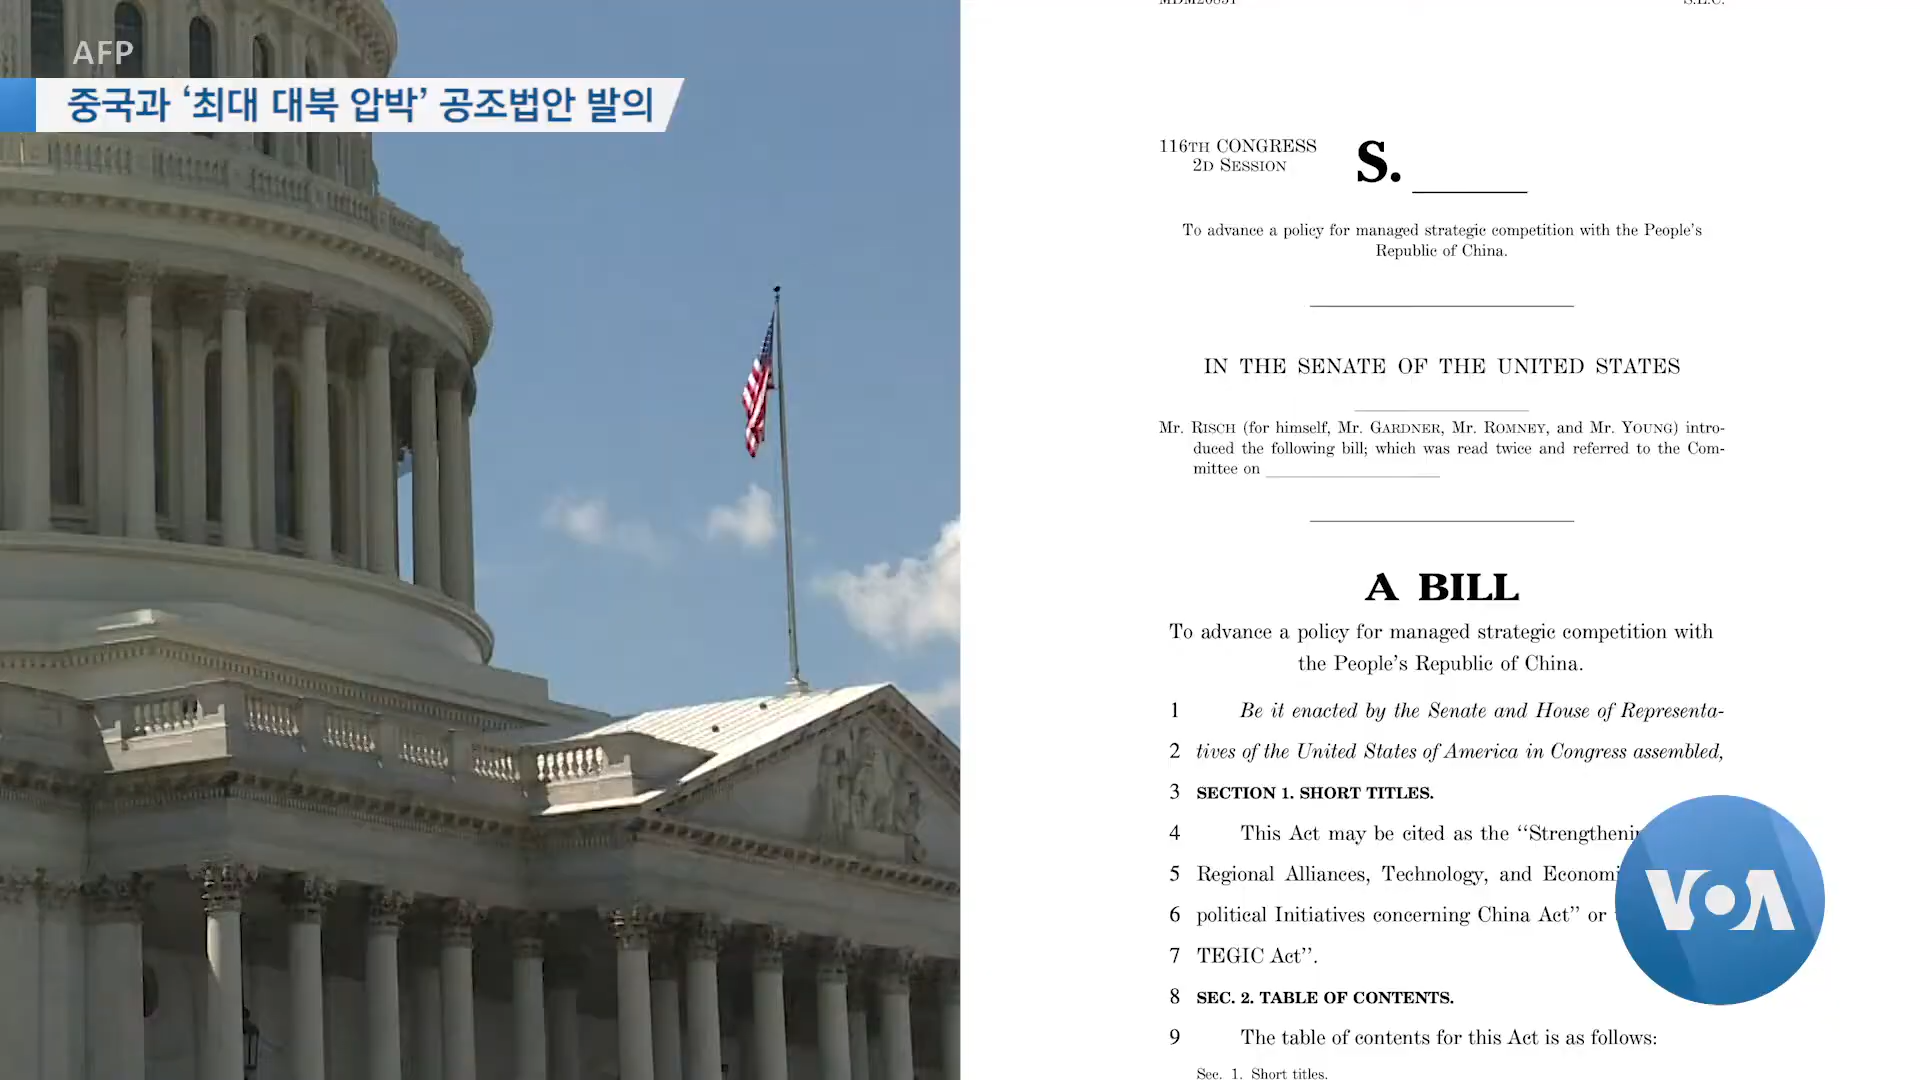 AFP
중국과 ‘최대 대북 압박’ 공조법안 발의
MDM20831
S.L.C.
116TH CONGRESS
2D SESSION
S. ____
To advance a policy for managed strategic competition with the People’s
Republic of China.
IN THE SENATE OF THE UNITED STATES
Mr. RISCH (for himself, Mr. GARDNER, Mr. ROMNEY, and Mr. YOUNG) intro-
duced the following bill; which was read twice and referred to the Com-
mittee on ____
A BILL
To advance a policy for managed strategic competition with
the People’s Republic of China.
1 Be it enacted by the Senate and House of Representa-
2 tives of the United States of America in Congress assembled,
3 SECTION 1. SHORT TITLES.
4 This Act may be cited as the ‘‘Strengthenin
5 Regional Alliances, Technology, and Economi
6 political Initiatives concerning China Act’’ or
7 TEGIC Act’’.
8 SEC. 2. TABLE OF CONTENTS.
9 The table of contents for this Act is as follows:
Sec. 1. Short titles.
VOA